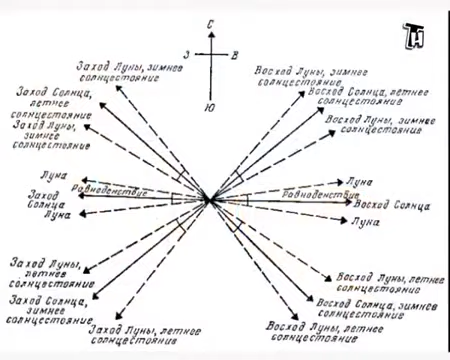 С
З
В
Ю
ТН
Заход Луны, зимнее
солнцестояние
Заход Солнца,
летнее
солнцестояние
Заход Луны,
зимнее
солнцестояние
Луна
Равноденствие
Заход
Солнца
Луна
Заход Луны,
летнее
солнцестояние
Заход Солнца,
зимнее
солнцестояние
Заход Луны, летнее
солнцестояние
Восход Луны, зимнее
солнцестояние
Восход Солнца, летнее
солнцестояние
Восход Луны, зимнее
солнцестояние
Луна
Равноденствие
Восход Солнца
Луна
Восход Луны, летнее
солнцестояние
Восход Солнца, зимнее
солнцестояние
Восход Луны, летнее
солнцестояние